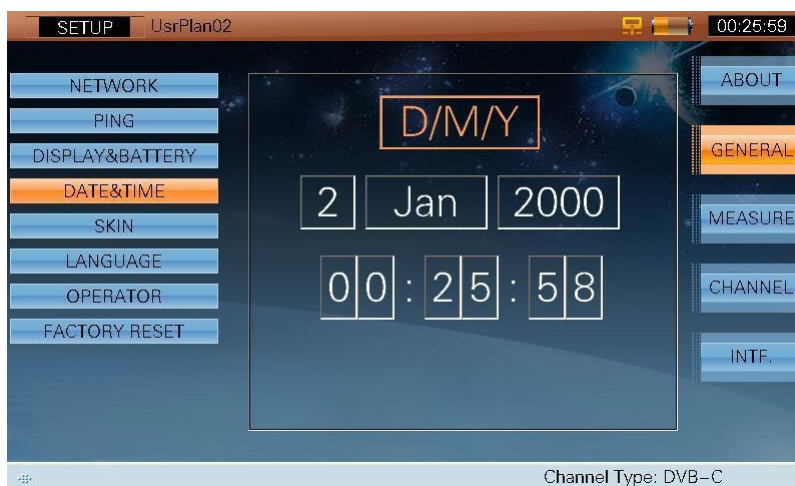 SETUP UsrPlan02 00:25:59
NETWORK
PING
DISPLAY&BATTERY
DATE&TIME
SKIN
LANGUAGE
OPERATOR
FACTORY RESET
D/M/Y
2 Jan 2000
00:25:58
ABOUT
GENERAL
MEASURE
CHANNEL
INTF.
Channel Type: DVB-C